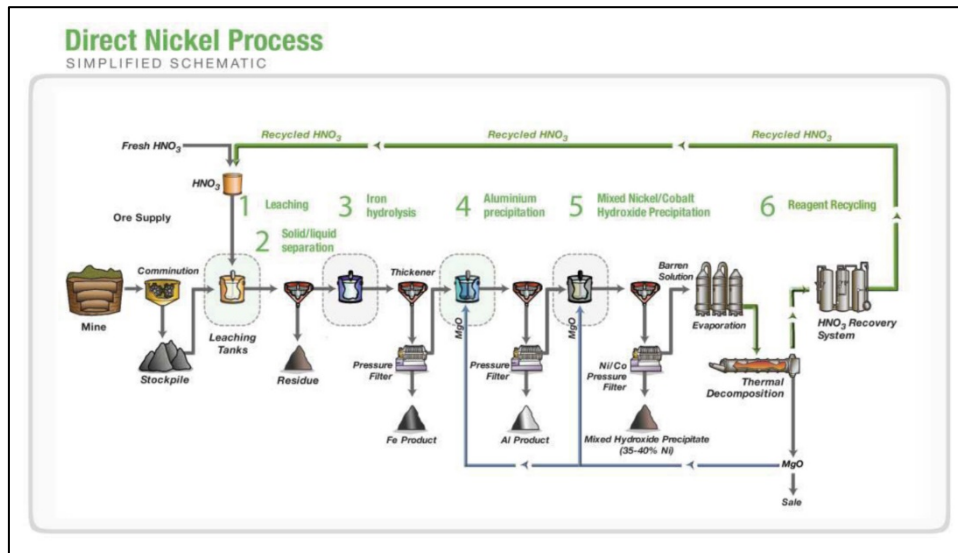 Direct Nickel Process
SIMPLIFIED SCHEMATIC
Recycled HNO3
Recycled HNO3
Recycled HNO3
Fresh HNO3
HNO3
1 Leaching
2 Solid/liquid
separation
3 Iron
hydrolysis
4 Aluminium
precipitation
5 Mixed Nickel/Cobalt
Hydroxide Precipitation
6 Reagent Recycling
Ore Supply
Mine
Comminution
Stockpile
Leaching
Tanks
Residue
Thickener
Pressure
Filter
Fe Product
MgO
Pressure
Filter
Al Product
MgO
Ni/Co
Pressure
Filter
Mixed Hydroxide Precipitate
(35-40% Ni)
Barren
Solution
Evaporation
Thermal
Decomposition
HNO3 Recovery
System
MgO
Sale